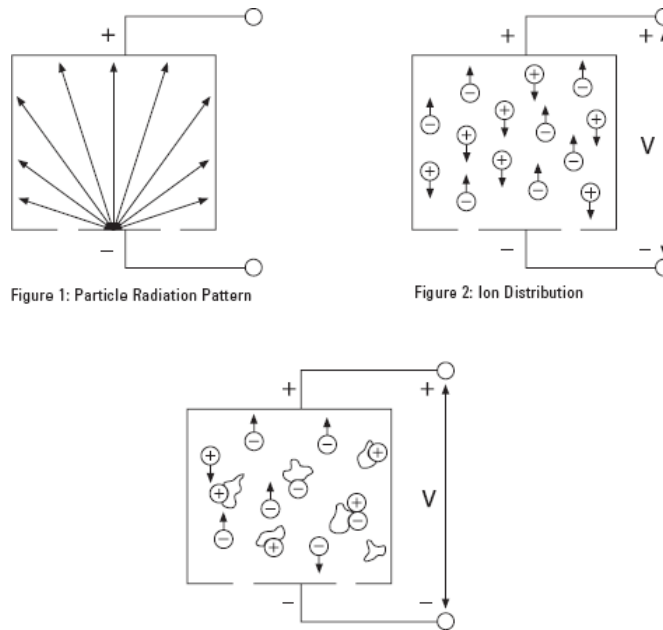 +
+
+
V
−
−
−
Figure 1: Particle Radiation Pattern
Figure 2: Ion Distribution
+
+
V
−
−